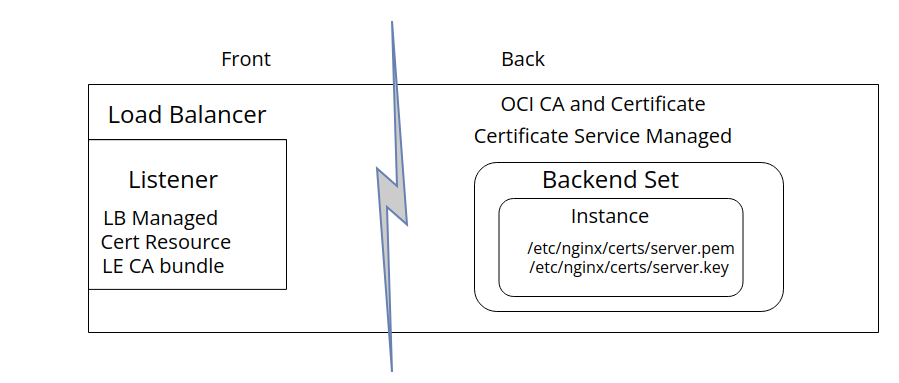 Front
Back
Load Balancer
Listener
LB Managed
Cert Resource
LE CA bundle
OCI CA and Certificate
Certificate Service Managed
Backend Set
Instance
/etc/nginx/certs/server.pem
/etc/nginx/certs/server.key